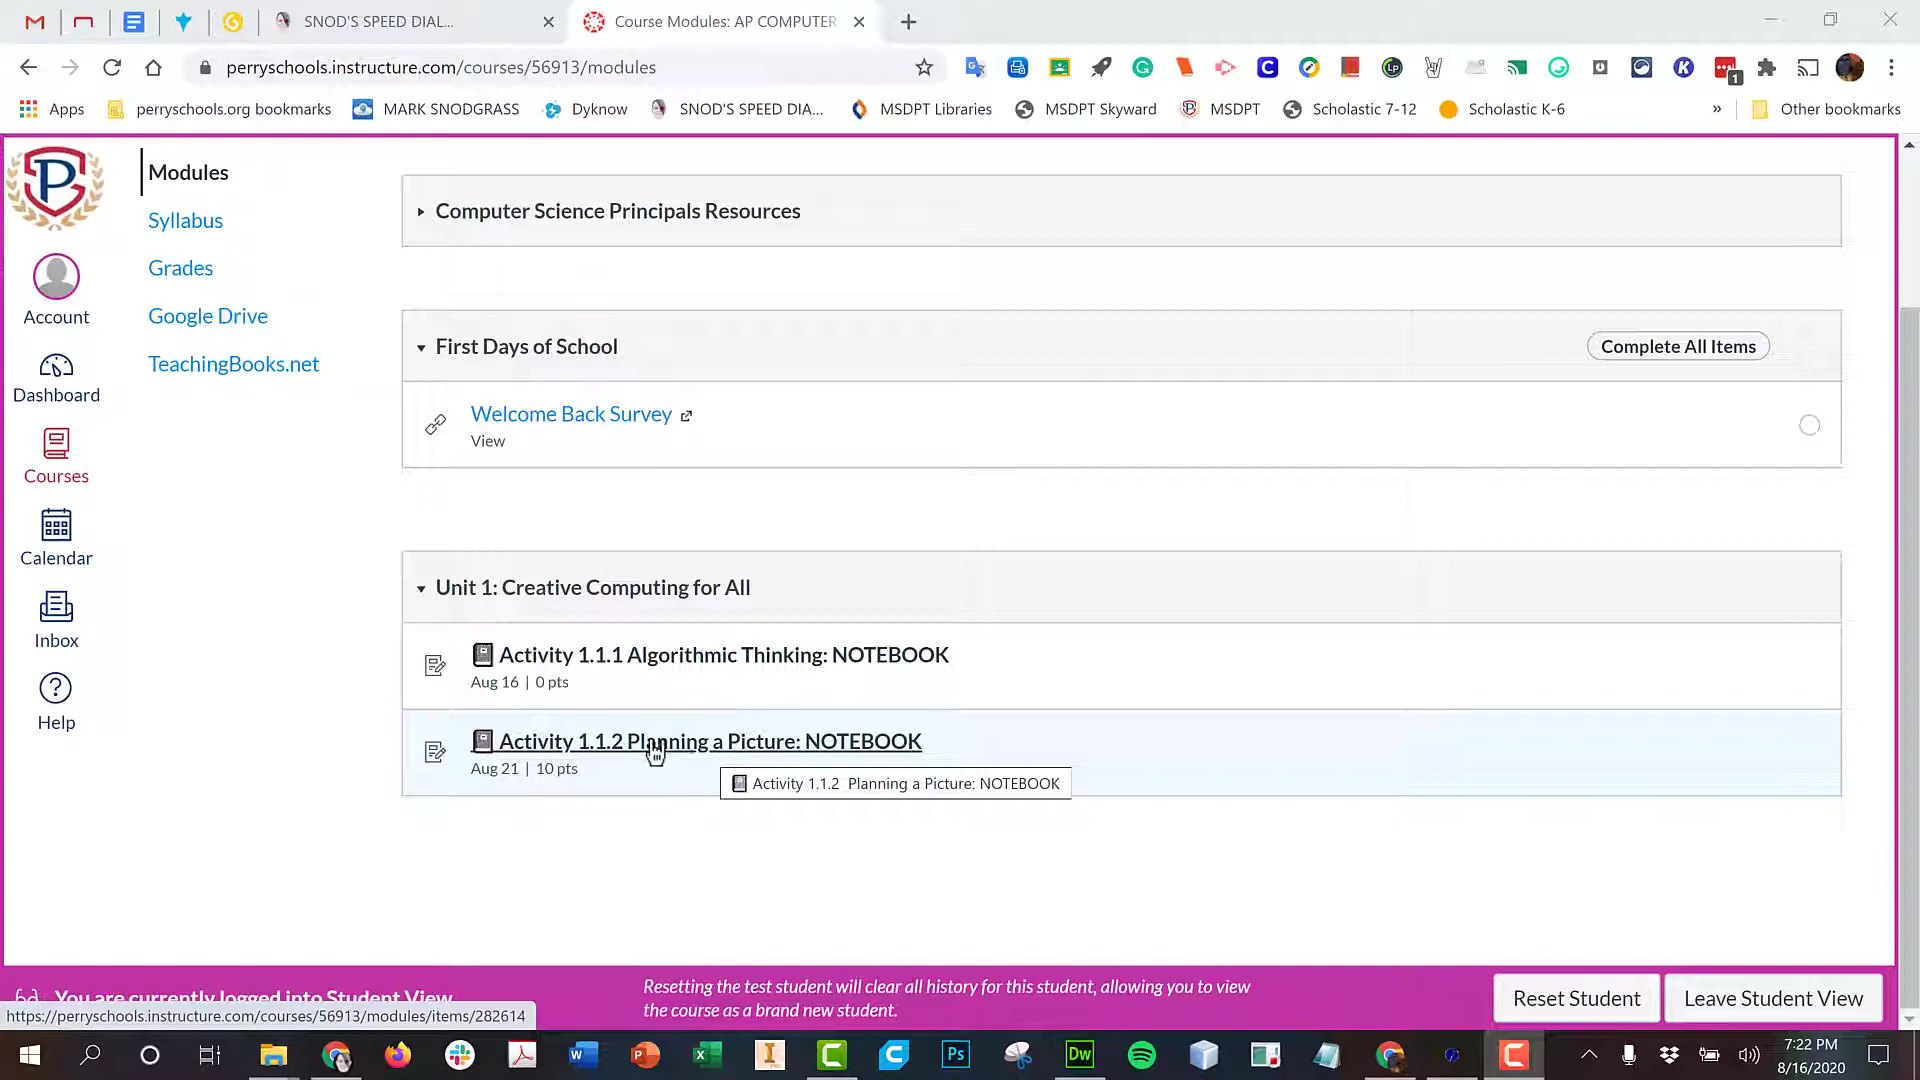 SNOD'S SPEED DIAL...
Course Modules: AP COMPUTER
perryschools.instructure.com/courses/56913/modules
Apps
perryschools.org bookmarks
MARK SNODGRASS
Dyknow
SNOD'S SPEED DIA...
MSDPT Libraries
MSDPT Skyward
MSDPT
Scholastic 7-12
Scholastic K-6
»
Other bookmarks
P
Account
Dashboard
Courses
Calendar
Inbox
Help
Modules
Syllabus
Grades
Google Drive
TeachingBooks.net
Computer Science Principals Resources
First Days of School
Complete All Items
Welcome Back Survey
View
Unit 1: Creative Computing for All
Activity 1.1.1 Algorithmic Thinking: NOTEBOOK
Aug 16 | 0 pts
Activity 1.1.2 Planning a Picture: NOTEBOOK
Aug 21 | 10 pts
Activity 1.1.2 Planning a Picture: NOTEBOOK
You are currently logged into Student View
Resetting the test student will clear all history for this student, allowing you to view
the course as a brand new student.
Reset Student
Leave Student View
https://perryschools.instructure.com/courses/56913/modules/items/282614
7:22 PM
8/16/2020